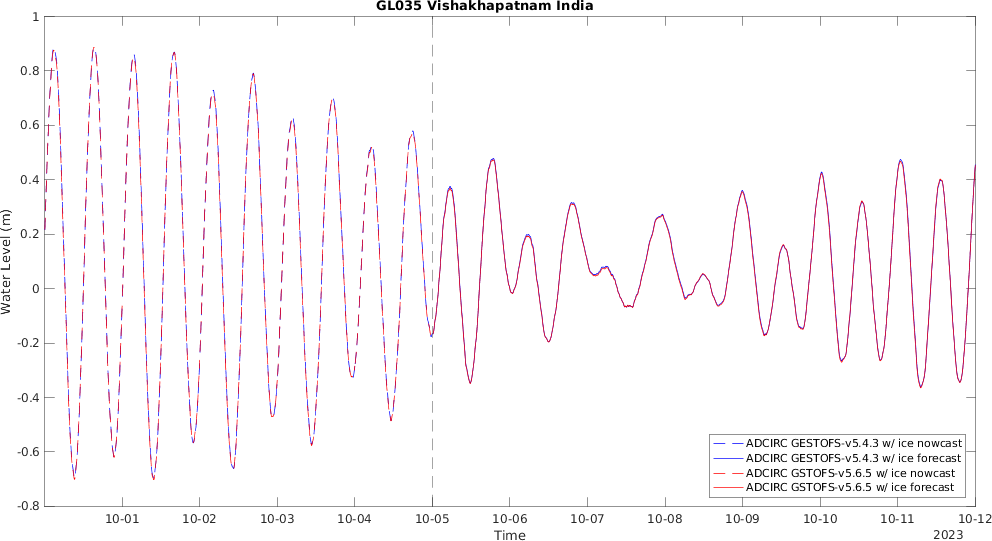 GL035 Vishakhapatnam India
1
0.8
0.6
0.4
0.2
0
-0.2
-0.4
-0.6
-0.8
Water Level (m)
ADCIRC GESTOFS-v5.4.3 w/ ice nowcast
ADCIRC GESTOFS-v5.4.3 w/ ice forecast
ADCIRC GSTOFS-v5.6.5 w/ ice nowcast
ADCIRC GSTOFS-v5.6.5 w/ ice forecast
10-01 10-02 10-03 10-04 10-05 10-06 10-07 10-08 10-09 10-10 10-11 10-12
Time
2023